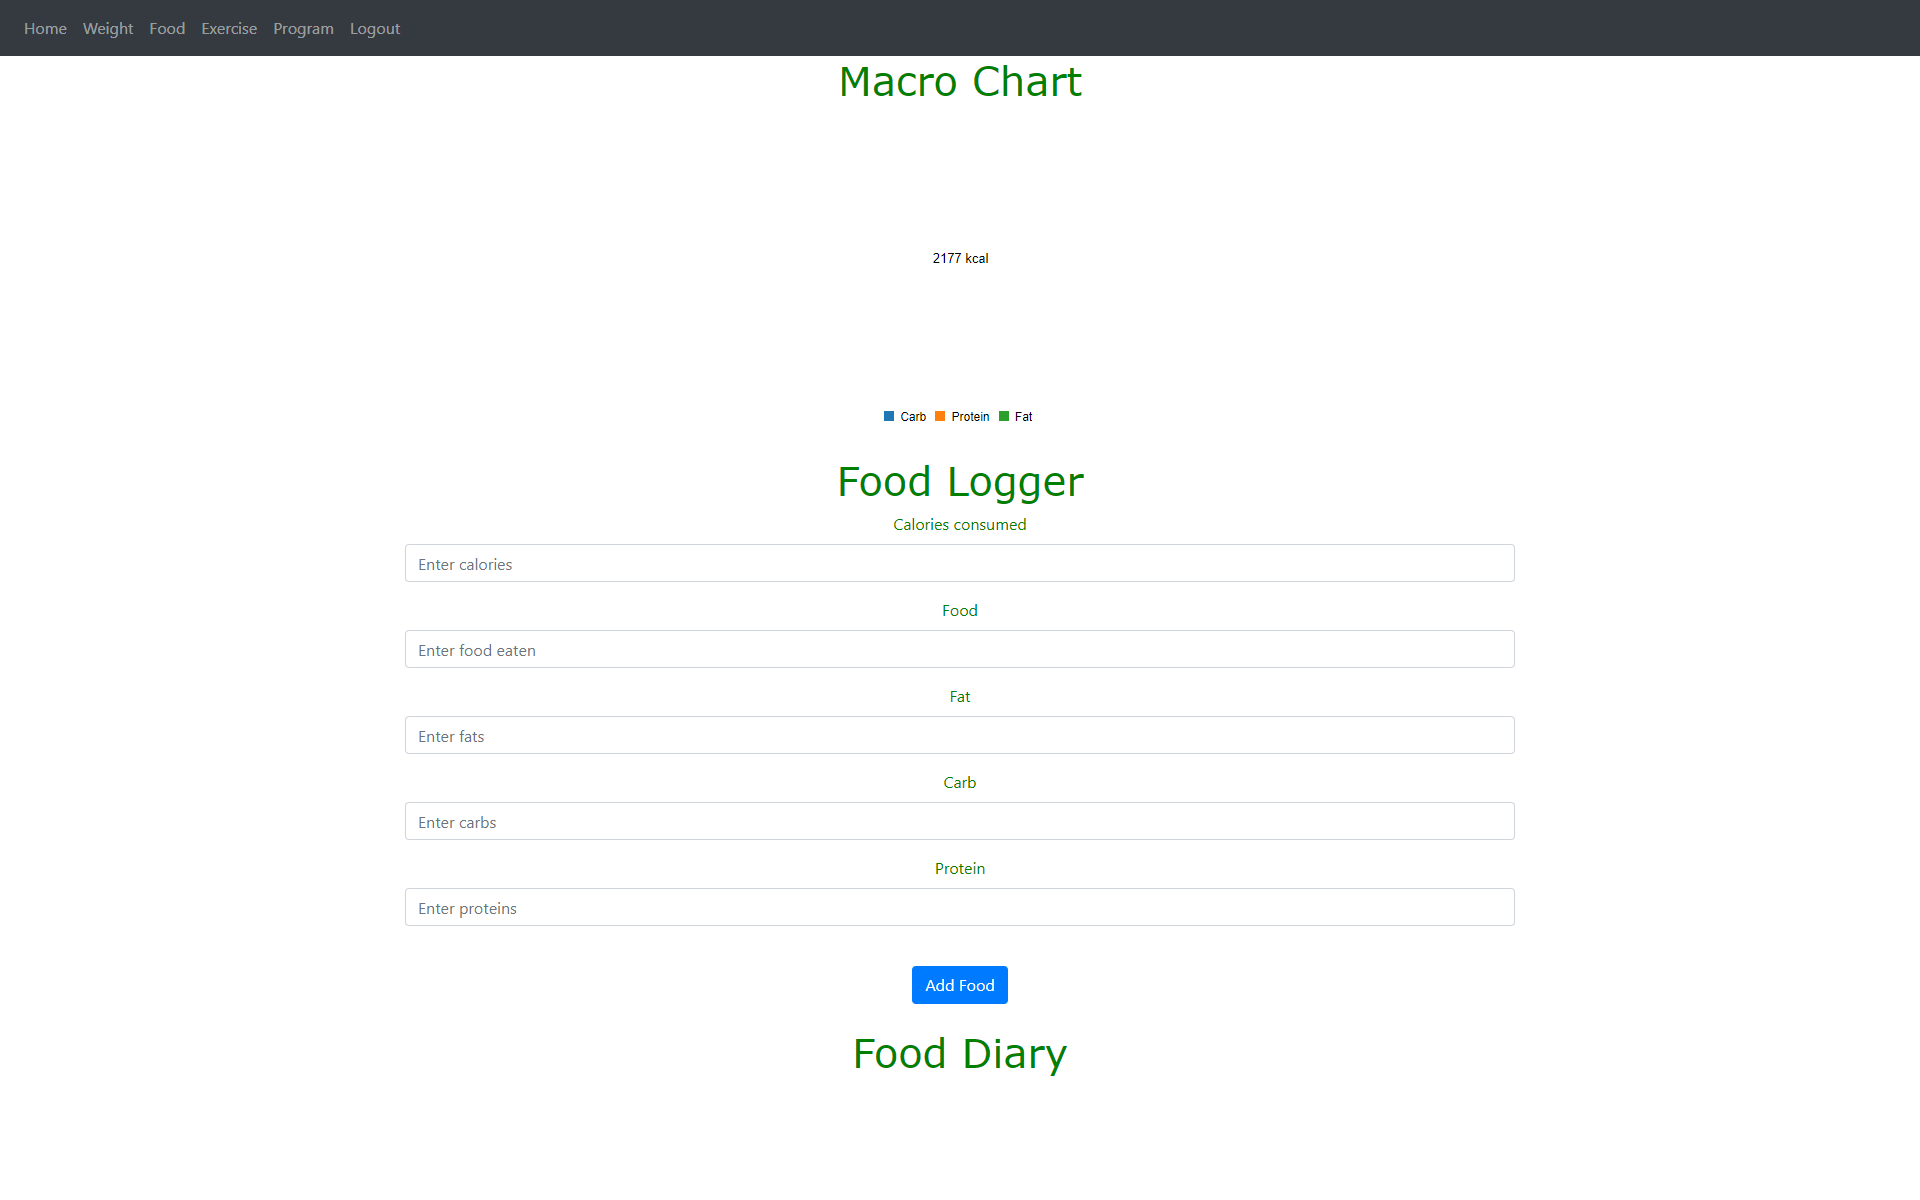 Home Weight Food Exercise Program Logout
Macro Chart
2177 kcal
Carb Protein Fat
Food Logger
Calories consumed
Enter calories
Food
Enter food eaten
Fat
Enter fats
Carb
Enter carbs
Protein
Enter proteins
Add Food
Food Diary